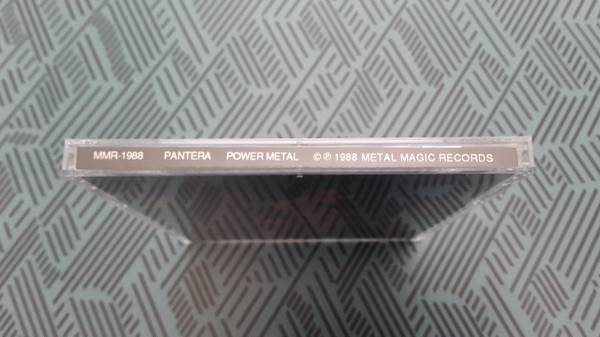 MMR-1988 PANTERA POWER METAL © ℗ 1988 METAL MAGIC RECORDS